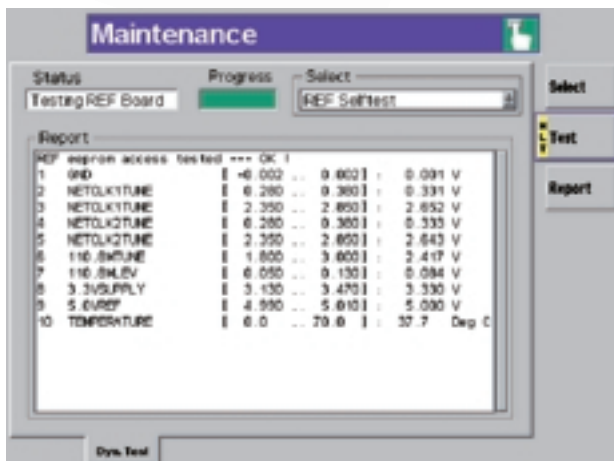 Maintenance
Status
Progress
Select
Testing REF Board
REF Selftest
Select
Test
Report
Report
REF eeprom access tested --- OK !
1 GND [ -0.002 ... 0.002] : 0.001 V
2 NETCLK1TUNE [ 0.280 ... 0.380] : 0.331 V
3 NETCLK1TUNE [ 2.350 ... 2.850] : 2.652 V
4 NETCLK2TUNE [ 0.280 ... 0.380] : 0.333 V
5 NETCLK2TUNE [ 2.350 ... 2.850] : 2.643 V
6 110.8MTUNE [ 1.800 ... 3.000] : 2.417 V
7 110.8MLEV [ 0.050 ... 0.130] : 0.084 V
8 3.3VSUPPLY [ 3.130 ... 3.470] : 3.330 V
9 5.0VREF [ 4.990 ... 5.010] : 5.000 V
10 TEMPERATURE [ 0.0 ... 70.0 ] : 37.7 Deg C
Dyn. Test